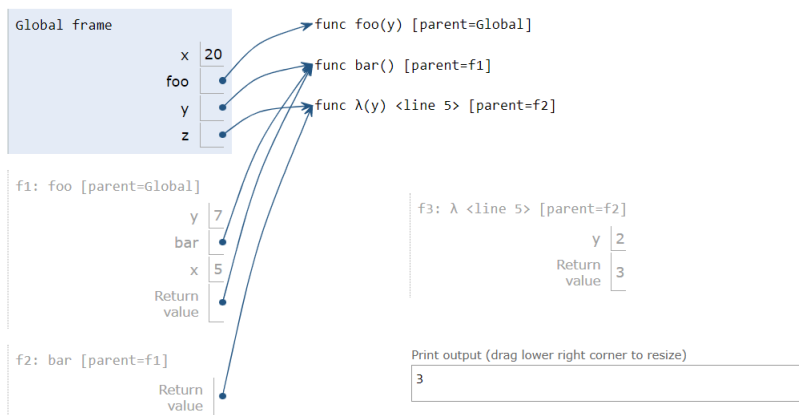 Global frame
x 20
foo
y
z
func foo(y) [parent=Global]
func bar() [parent=f1]
func λ(y) <line 5> [parent=f2]
f1: foo [parent=Global]
y 7
bar
x 5
Return
value
f2: bar [parent=f1]
Return
value
f3: λ <line 5> [parent=f2]
y 2
Return
value 3
Print output (drag lower right corner to resize)
3